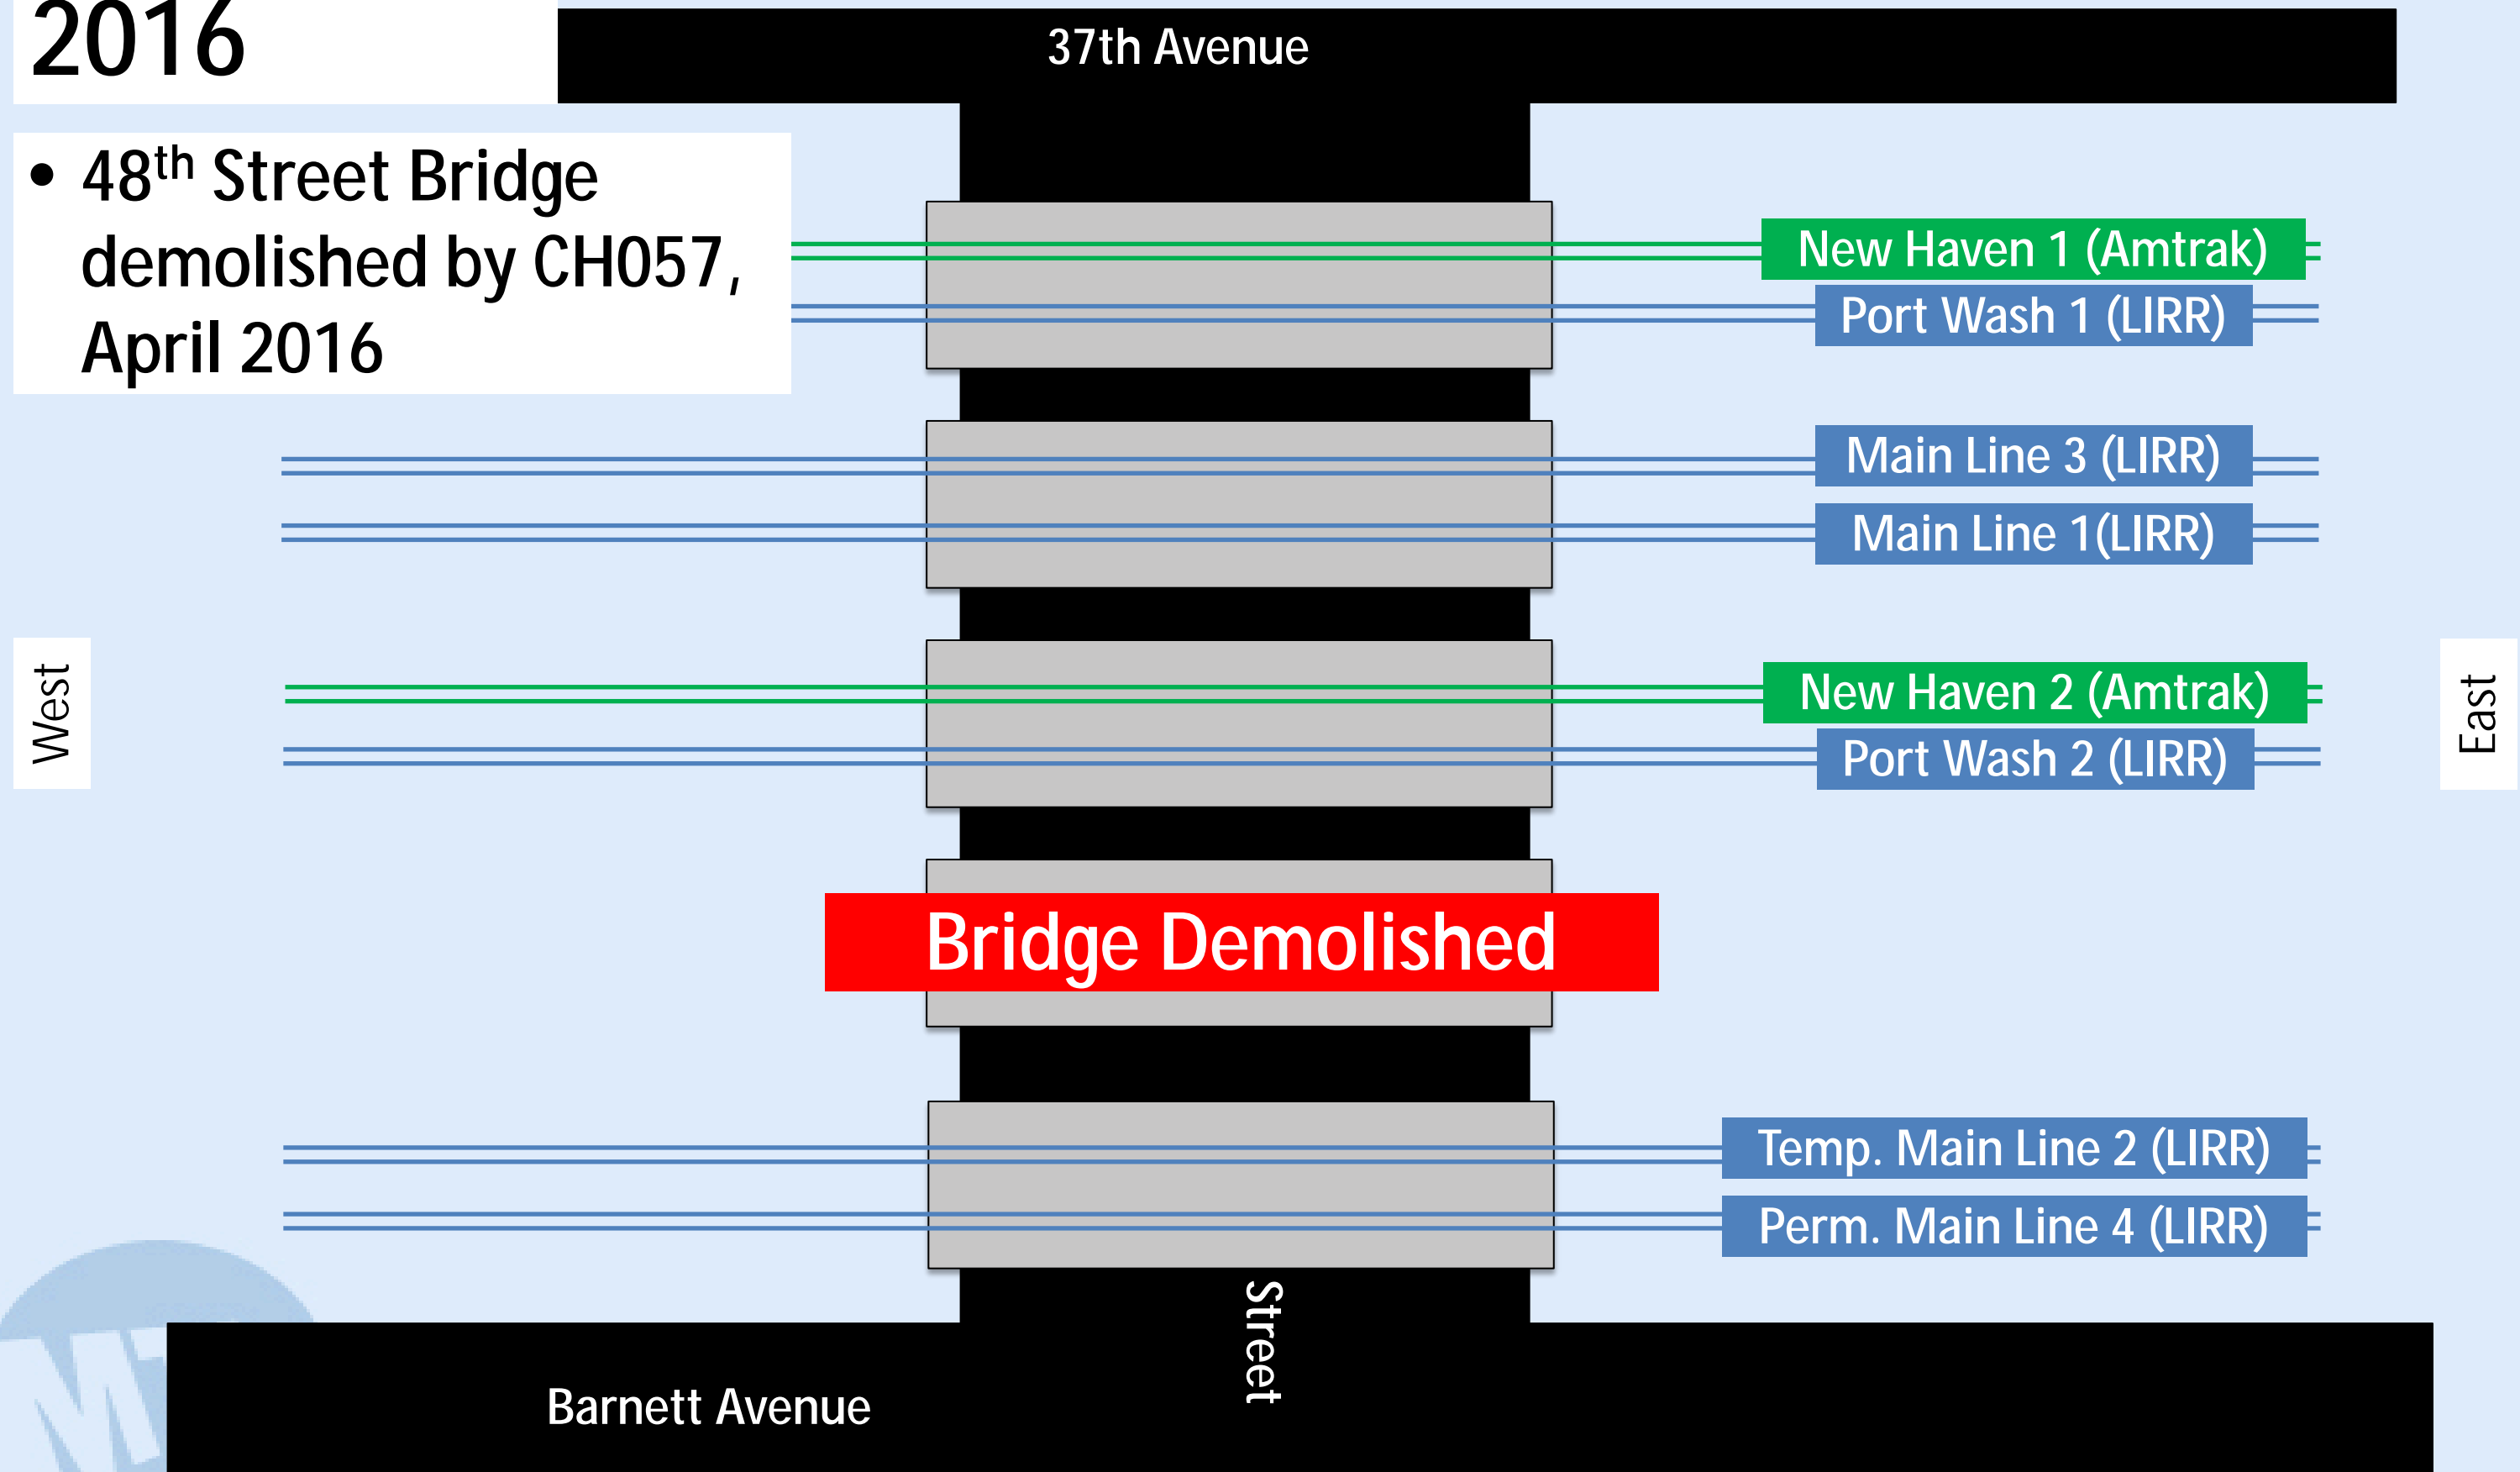 2016
37th Avenue
• 48th Street Bridge
demolished by CH057,
April 2016
New Haven 1 (Amtrak)
Port Wash 1 (LIRR)
Main Line 3 (LIRR)
Main Line 1(LIRR)
West
New Haven 2 (Amtrak)
East
Port Wash 2 (LIRR)
Bridge Demolished
Temp. Main Line 2 (LIRR)
Perm. Main Line 4 (LIRR)
Street
Barnett Avenue